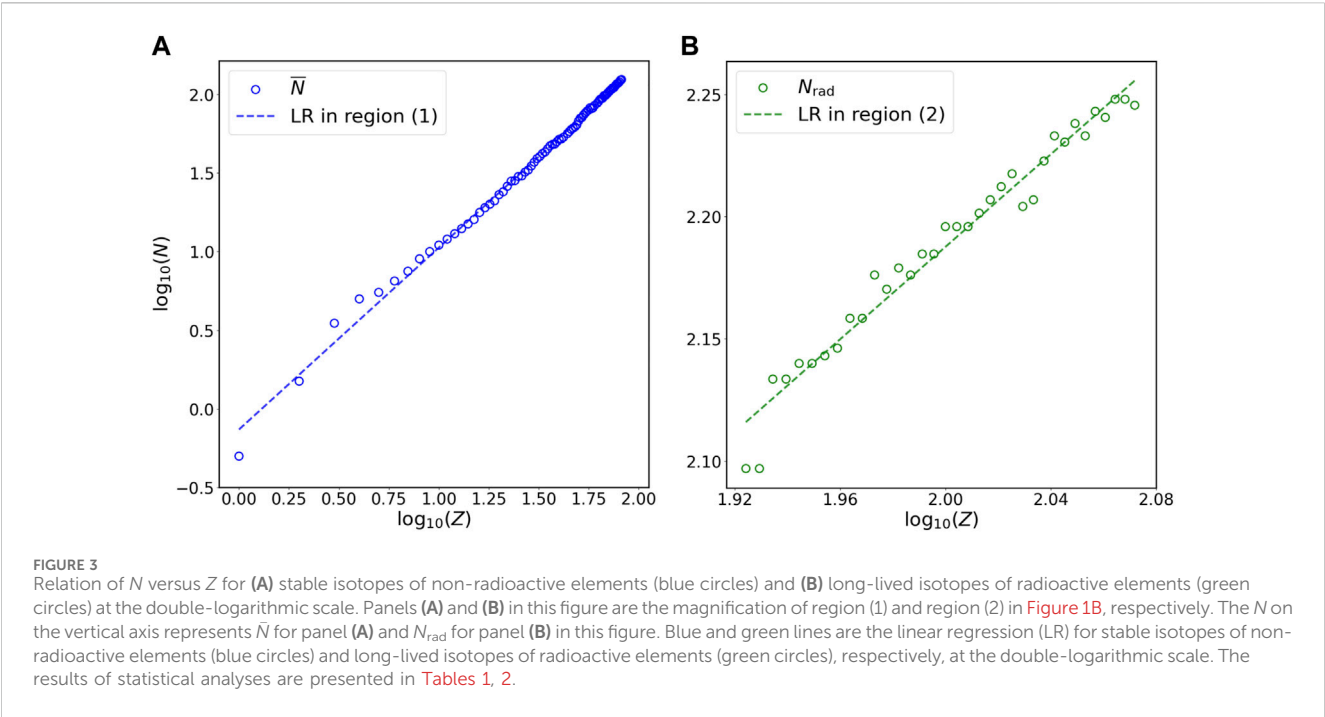 A
N̅
LR in region (1)
log₁₀(N)
2.0
1.5
1.0
0.5
0.0
−0.5
0.00 0.25 0.50 0.75 1.00 1.25 1.50 1.75 2.00
log₁₀(Z)
B
N_rad
LR in region (2)
2.25
2.20
2.15
2.10
1.92 1.96 2.00 2.04 2.08
log₁₀(Z)
FIGURE 3
Relation of N versus Z for (A) stable isotopes of non-radioactive elements (blue circles) and (B) long-lived isotopes of radioactive elements (green
circles) at the double-logarithmic scale. Panels (A) and (B) in this figure are the magnification of region (1) and region (2) in Figure 1B, respectively. The N on
the vertical axis represents N̄ for panel (A) and N_rad for panel (B) in this figure. Blue and green lines are the linear regression (LR) for stable isotopes of non-
radioactive elements (blue circles) and long-lived isotopes of radioactive elements (green circles), respectively, at the double-logarithmic scale. The
results of statistical analyses are presented in Tables 1, 2.